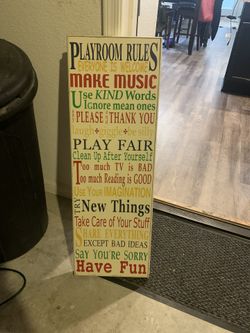 PLAYROOM RULES
EVERYONE IS WELCOME
MAKE MUSIC
Use KIND Words
Ignore mean ones
SAY PLEASE AND THANK YOU
laugh • giggle • be silly
PLAY FAIR
Clean Up After Yourself
Too much TV is BAD
Too much Reading is GOOD
Use Your IMAGINATION
TRY New Things
Take Care of Your Stuff
SHARE EVERYTHING
EXCEPT BAD IDEAS
SAY YOU'RE SORRY
Have Fun